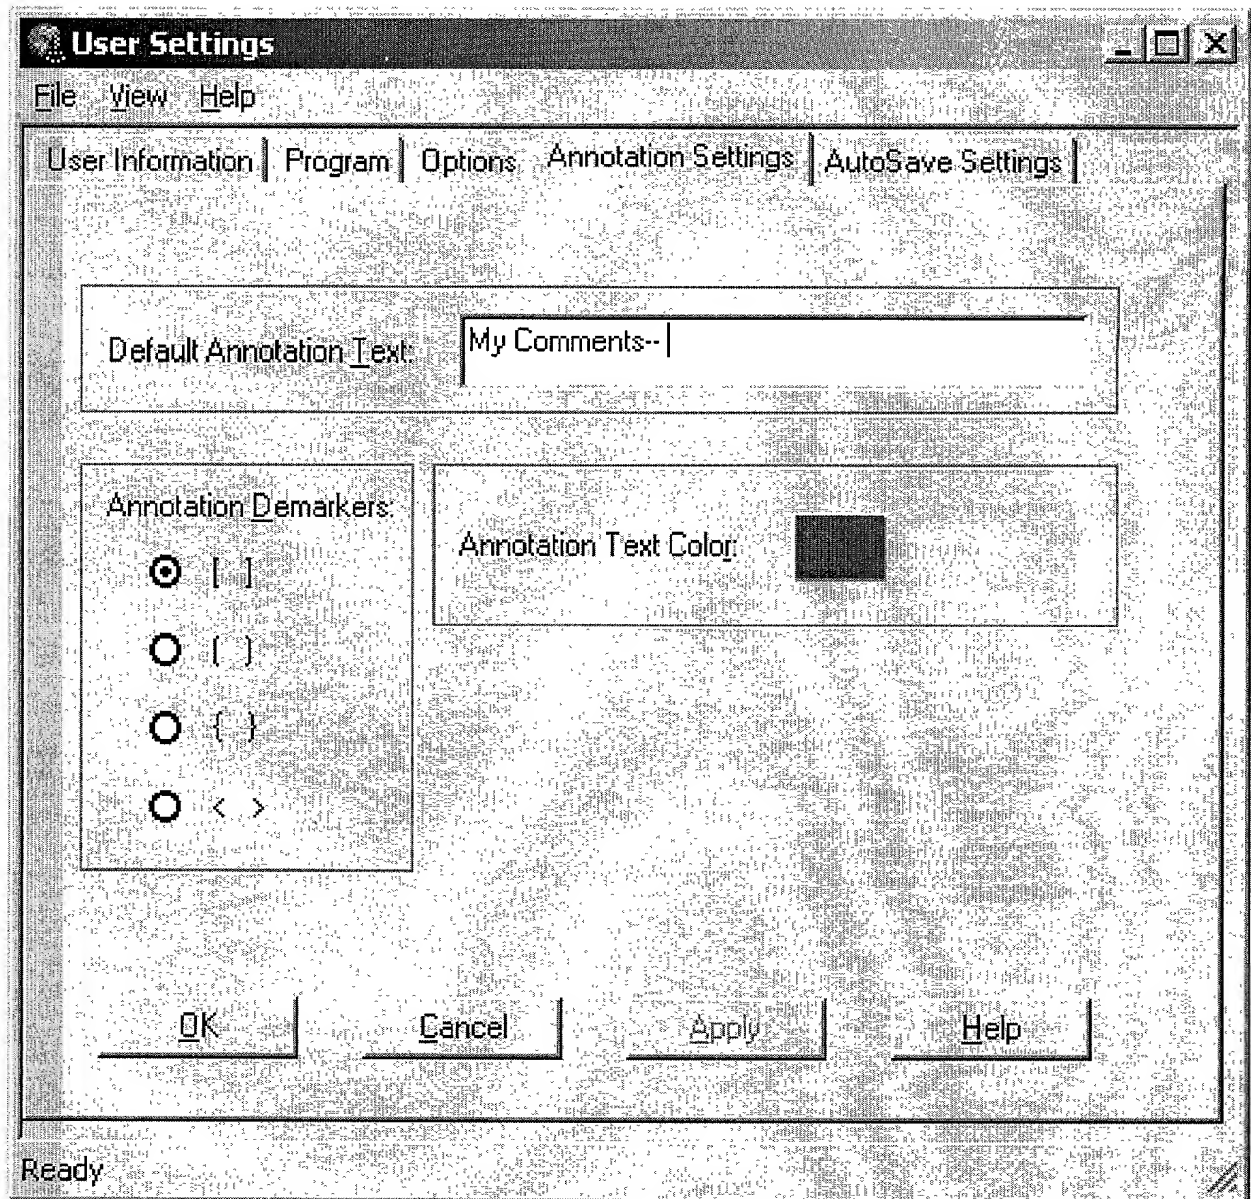 User Settings
File View Help
User Information Program Options Annotation Settings AutoSave Settings
Default Annotation Text: My Comments--
Annotation Demarkers:
[ ]
( )
{ }
< >
Annotation Text Color:
OK Cancel Apply Help
Ready